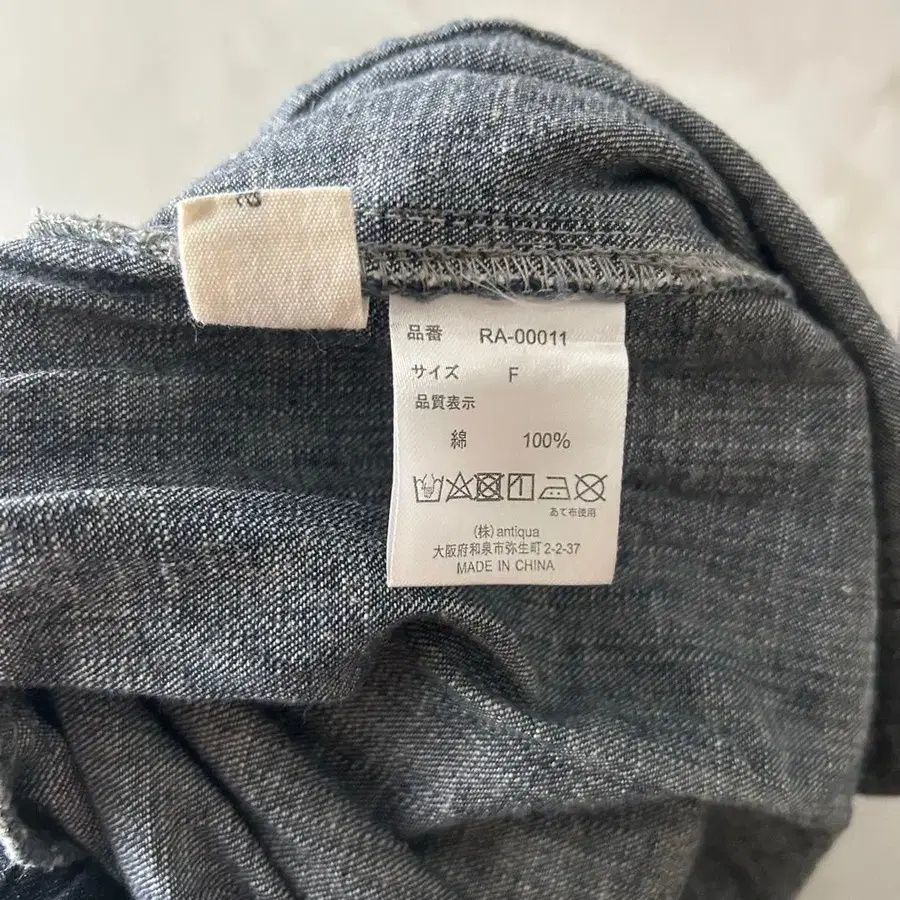 品番 RA-00011
サイズ F
品質表示
綿 100%
あて布使用
(株)antiqua
大阪府和泉市弥生町2-2-37
MADE IN CHINA